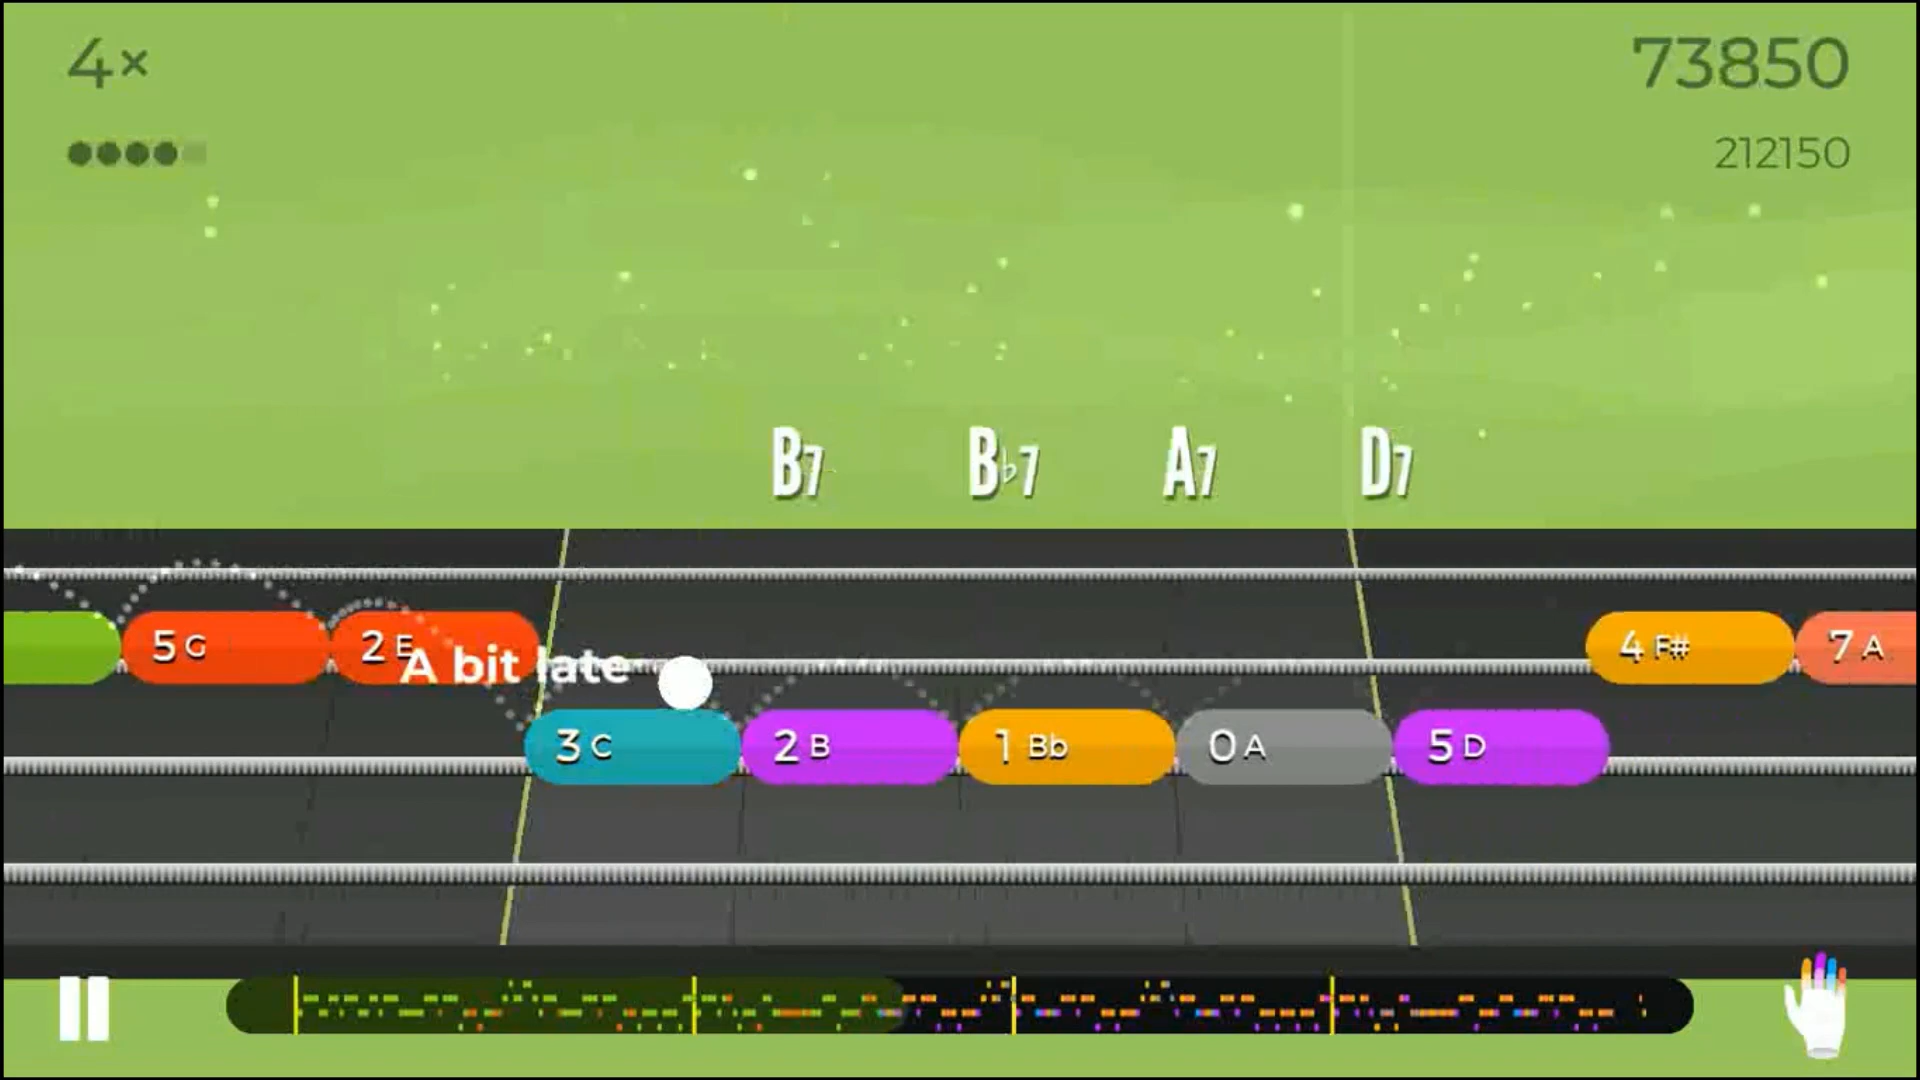 4×
73850
212150
B7
B♭7
A7
D7
5 G
2 E
A bit late
4 F#
7 A
3 C
2 B
1 Bb
0 A
5 D